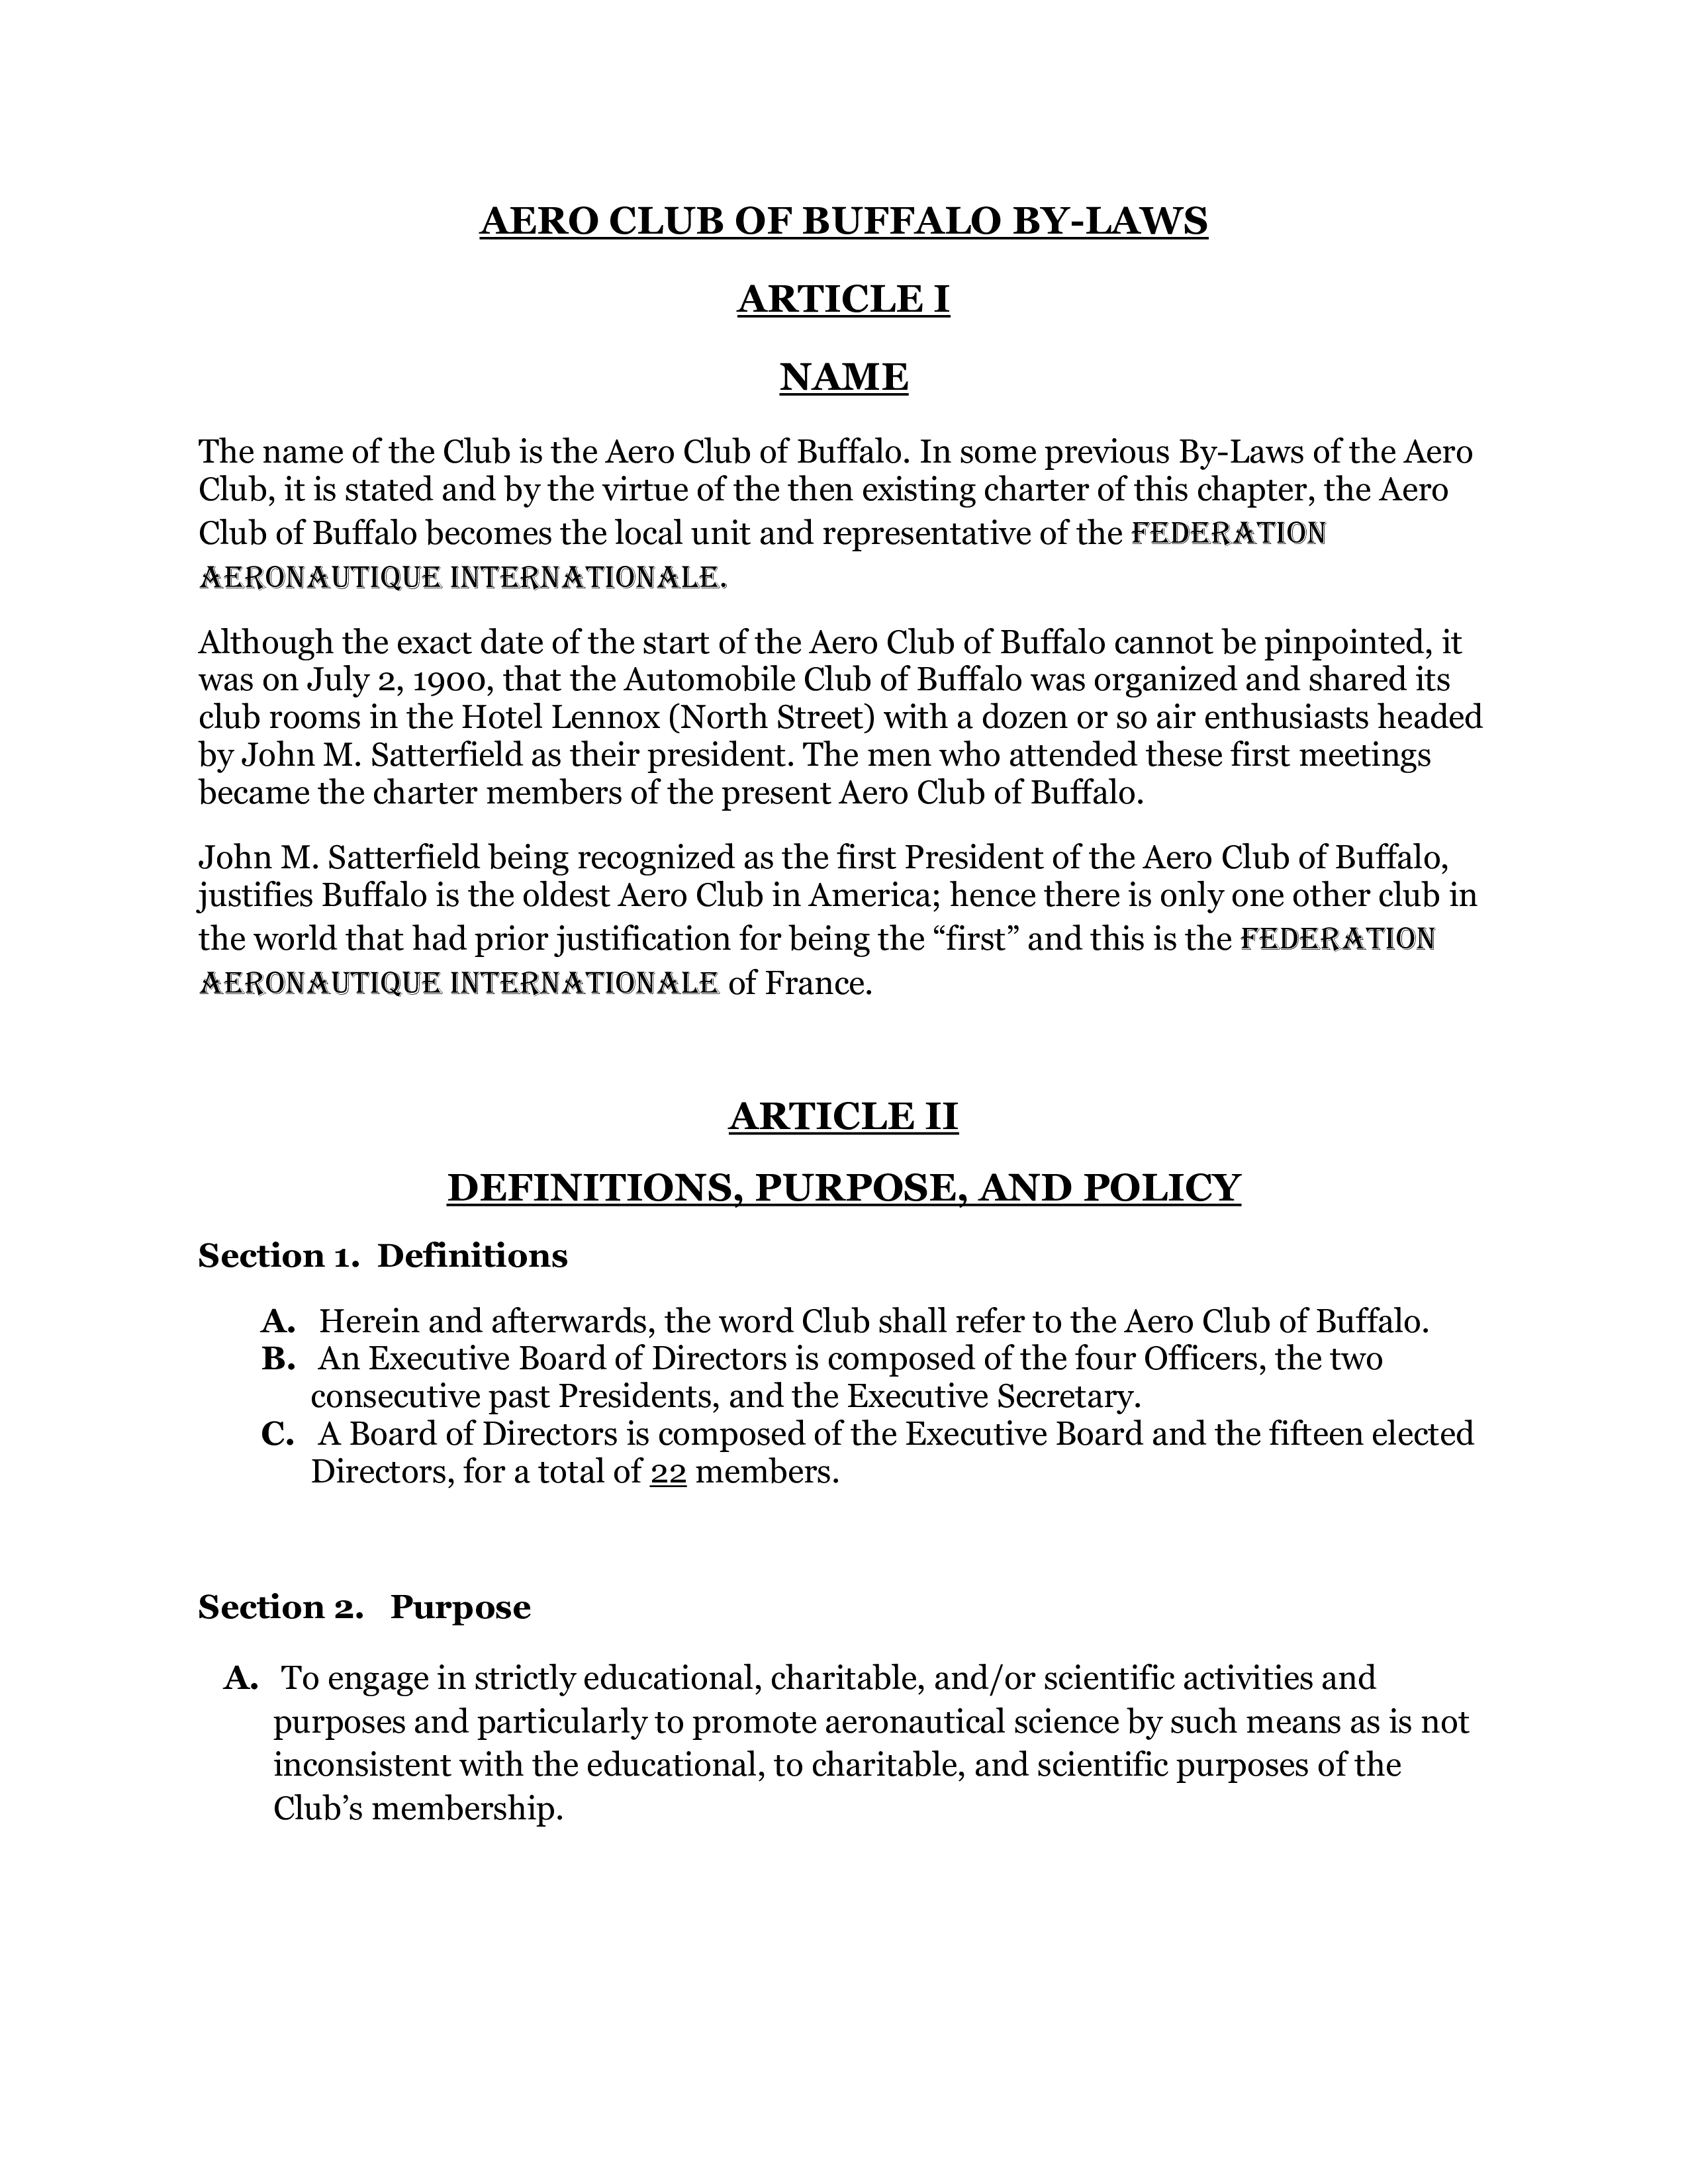 AERO CLUB OF BUFFALO BY-LAWS
ARTICLE I
NAME
The name of the Club is the Aero Club of Buffalo. In some previous By-Laws of the Aero
Club, it is stated and by the virtue of the then existing charter of this chapter, the Aero
Club of Buffalo becomes the local unit and representative of the FEDERATION
AERONAUTIQUE INTERNATIONALE.
Although the exact date of the start of the Aero Club of Buffalo cannot be pinpointed, it
was on July 2, 1900, that the Automobile Club of Buffalo was organized and shared its
club rooms in the Hotel Lennox (North Street) with a dozen or so air enthusiasts headed
by John M. Satterfield as their president. The men who attended these first meetings
became the charter members of the present Aero Club of Buffalo.
John M. Satterfield being recognized as the first President of the Aero Club of Buffalo,
justifies Buffalo is the oldest Aero Club in America; hence there is only one other club in
the world that had prior justification for being the “first” and this is the FEDERATION
AERONAUTIQUE INTERNATIONALE of France.
ARTICLE II
DEFINITIONS, PURPOSE, AND POLICY
Section 1. Definitions
A. Herein and afterwards, the word Club shall refer to the Aero Club of Buffalo.
B. An Executive Board of Directors is composed of the four Officers, the two
consecutive past Presidents, and the Executive Secretary.
C. A Board of Directors is composed of the Executive Board and the fifteen elected
Directors, for a total of 22 members.
Section 2. Purpose
A. To engage in strictly educational, charitable, and/or scientific activities and
purposes and particularly to promote aeronautical science by such means as is not
inconsistent with the educational, to charitable, and scientific purposes of the
Club’s membership.